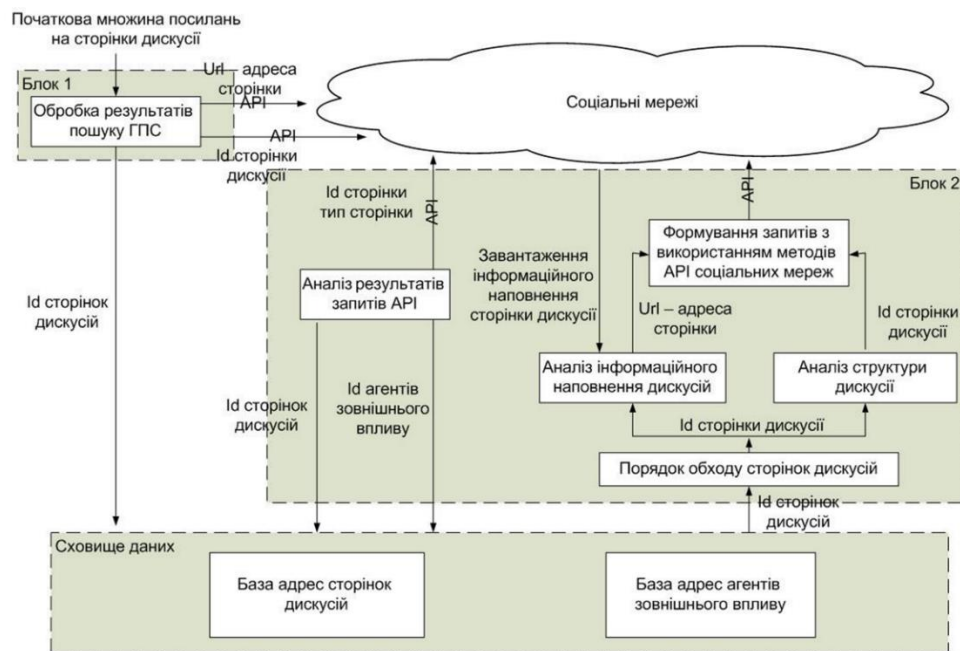 Початкова множина посилань
на сторінки дискусії
Блок 1
Обробка результатів
пошуку ГПС
Url – адреса
сторінки
API
API
Id сторінки
дискусії
Соціальні мережі
Блок 2
Id сторінки
тип сторінки
API
API
Формування запитів з
використанням методів
API соціальних мереж
Завантаження
інформаційного
наповнення
сторінки дискусії
Аналіз результатів
запитів API
Id сторінок
дискусій
Url – адреса
сторінки
Id сторінки
дискусії
Аналіз інформаційного
наповнення дискусій
Аналіз структури
дискусії
Id агентів
зовнішнього
впливу
Id сторінок
дискусій
Id сторінки дискусії
Порядок обходу сторінок дискусій
Id сторінок
дискусій
Сховище даних
База адрес сторінок
дискусій
База адрес агентів
зовнішнього впливу